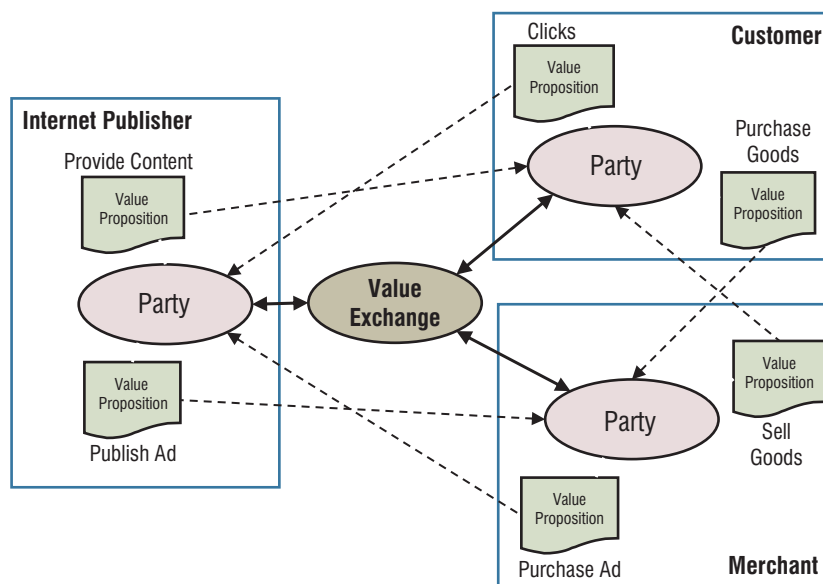 Clicks
Customer
Value
Proposition
Internet Publisher
Provide Content
Value
Proposition
Party
Purchase
Goods
Value
Proposition
Party
Value
Exchange
Value
Proposition
Publish Ad
Party
Value
Proposition
Sell
Goods
Value
Proposition
Purchase Ad
Merchant